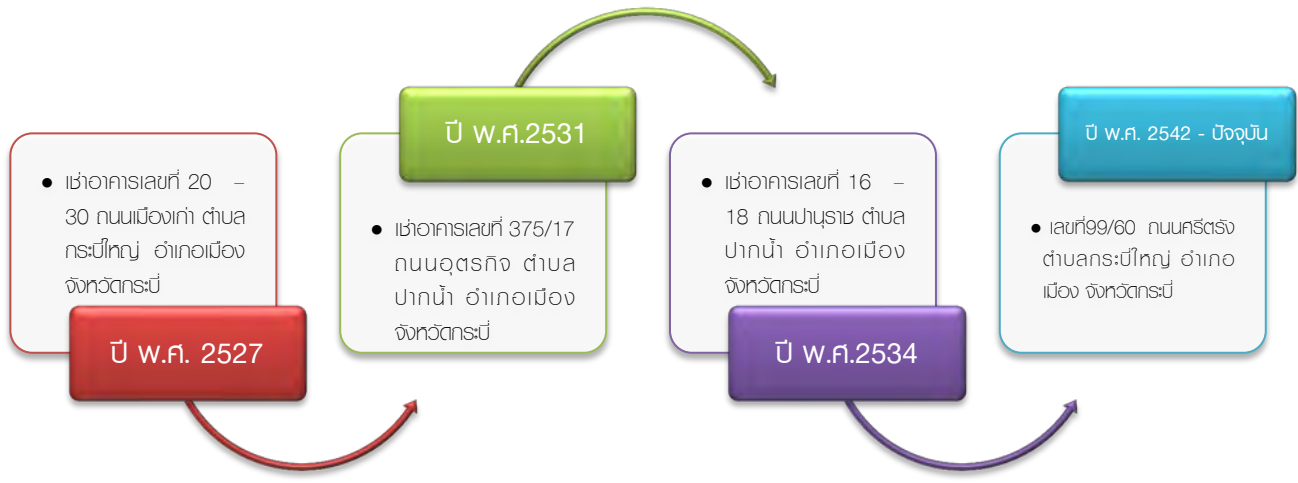 ● เช่าอาคารเลขที่ 20 –
30 ถนนเมืองเก่า ตำบล
กระบี่ใหญ่ อำเภอเมือง
จังหวัดกระบี่
ปี พ.ศ. 2527
ปี พ.ศ.2531
● เช่าอาคารเลขที่ 375/17
ถนนอุตรกิจ ตำบล
ปากน้ำ อำเภอเมือง
จังหวัดกระบี่
● เช่าอาคารเลขที่ 16 –
18 ถนนปานุราช ตำบล
ปากน้ำ อำเภอเมือง
จังหวัดกระบี่
ปี พ.ศ.2534
ปี พ.ศ. 2542 - ปัจจุบัน
● เลขที่99/60 ถนนศรีตรัง
ตำบลกระบี่ใหญ่ อำเภอ
เมือง จังหวัดกระบี่